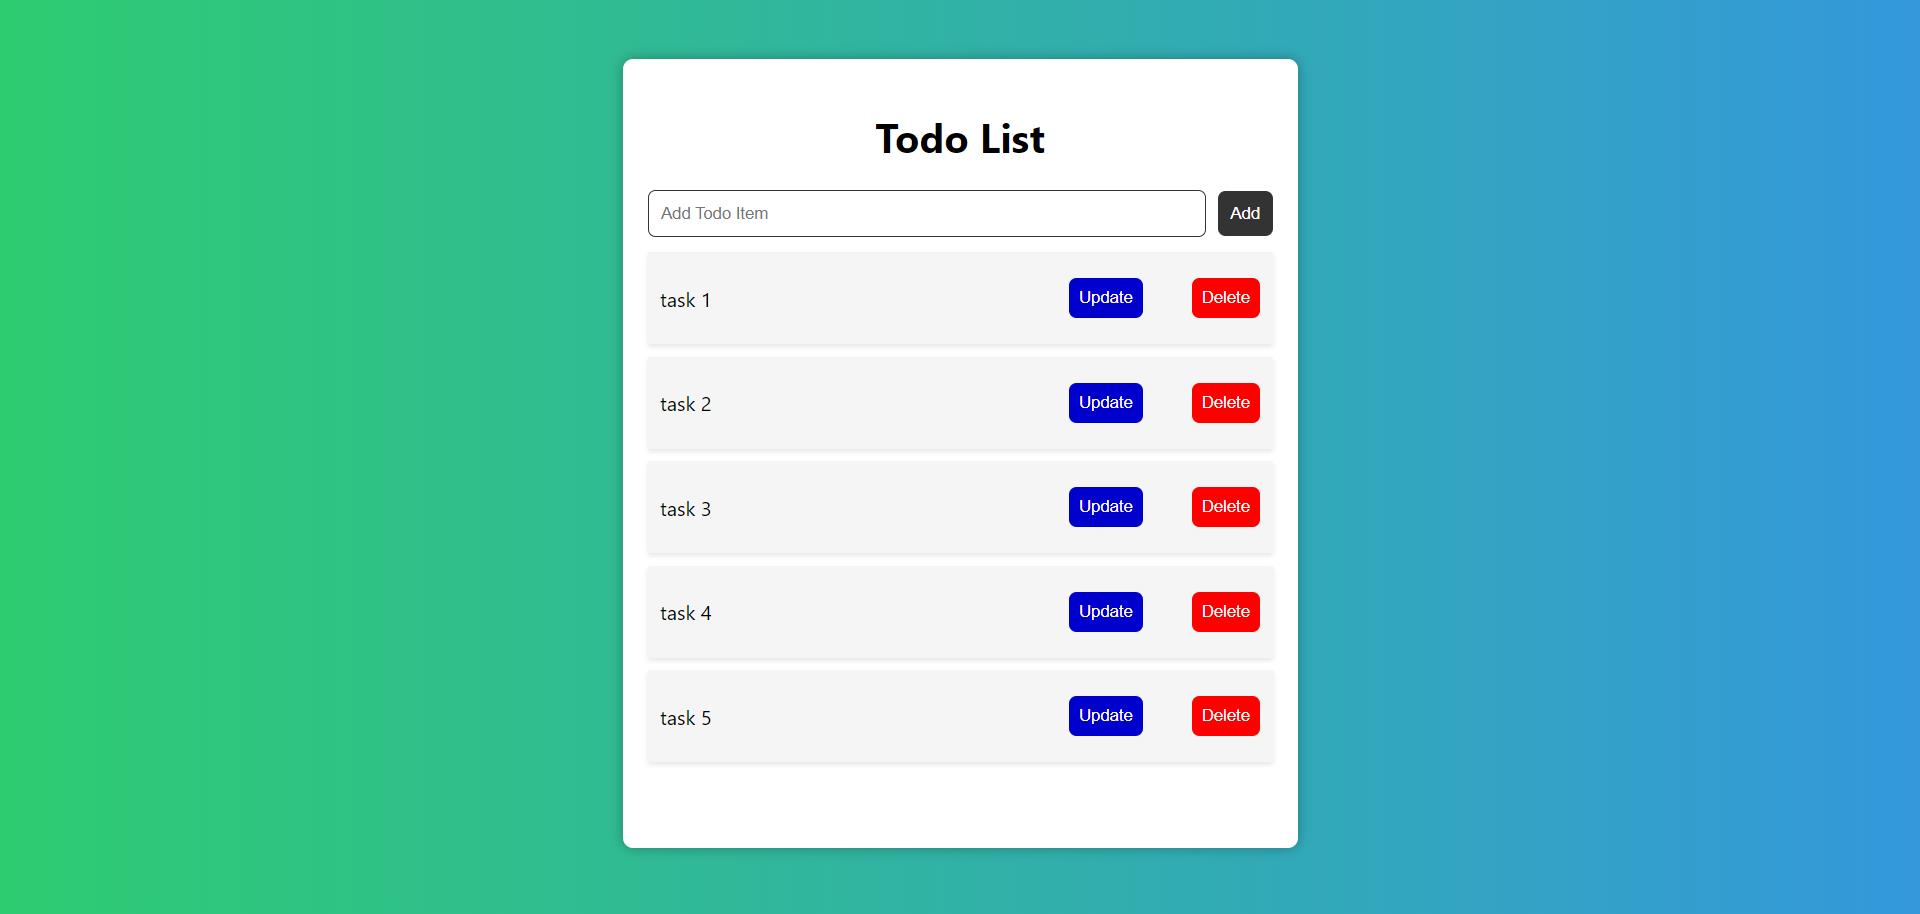 Todo List
Add Todo Item Add
task 1 Update Delete
task 2 Update Delete
task 3 Update Delete
task 4 Update Delete
task 5 Update Delete